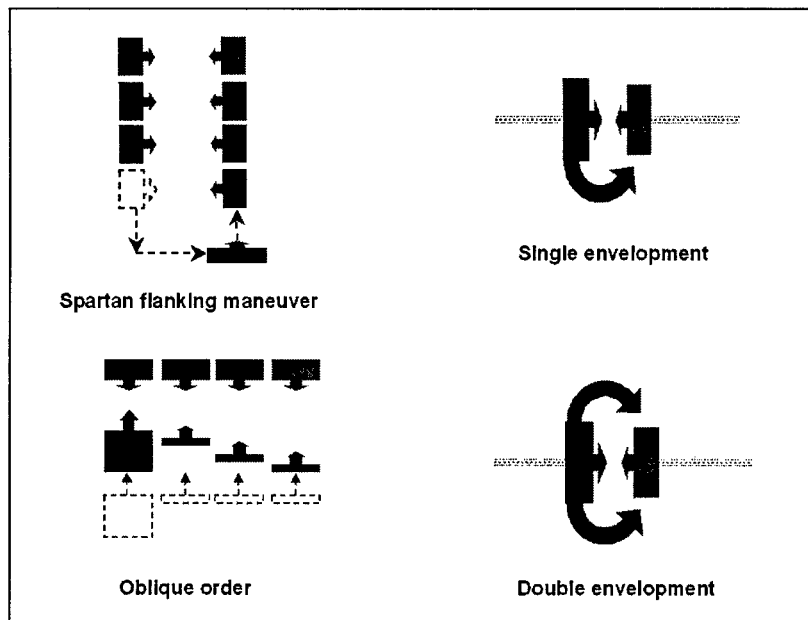 Spartan flanking maneuver
Single envelopment
Oblique order
Double envelopment